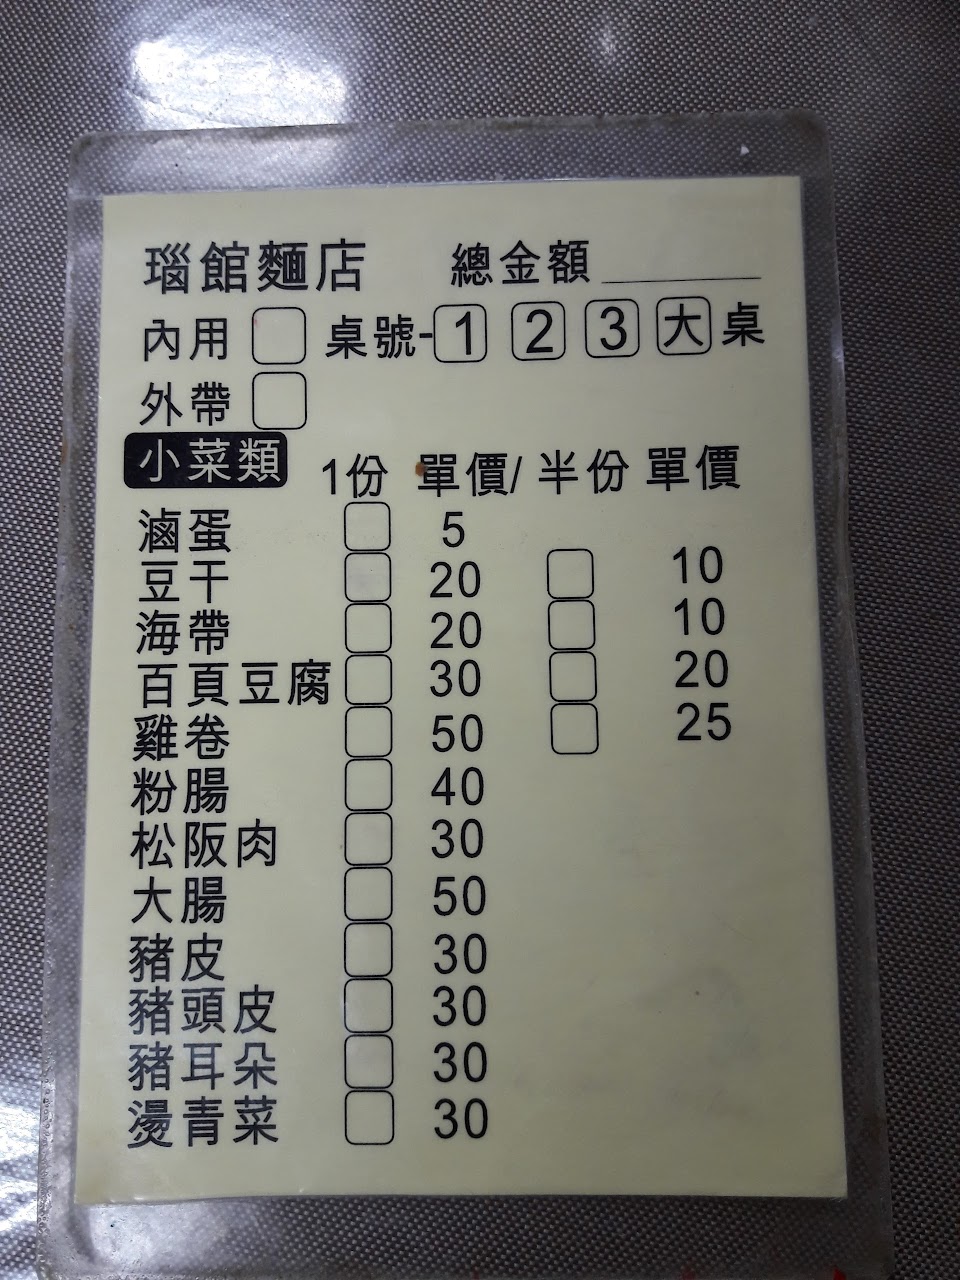 瑙館麵店 總金額
內用 桌號-1 2 3 大桌
外帶
小菜類 1份 單價/半份 單價
滷蛋 5
豆干 20 10
海帶 20 10
百頁豆腐 30 20
雞卷 50 25
粉腸 40
松阪肉 30
大腸 50
豬皮 30
豬頭皮 30
豬耳朵 30
燙青菜 30